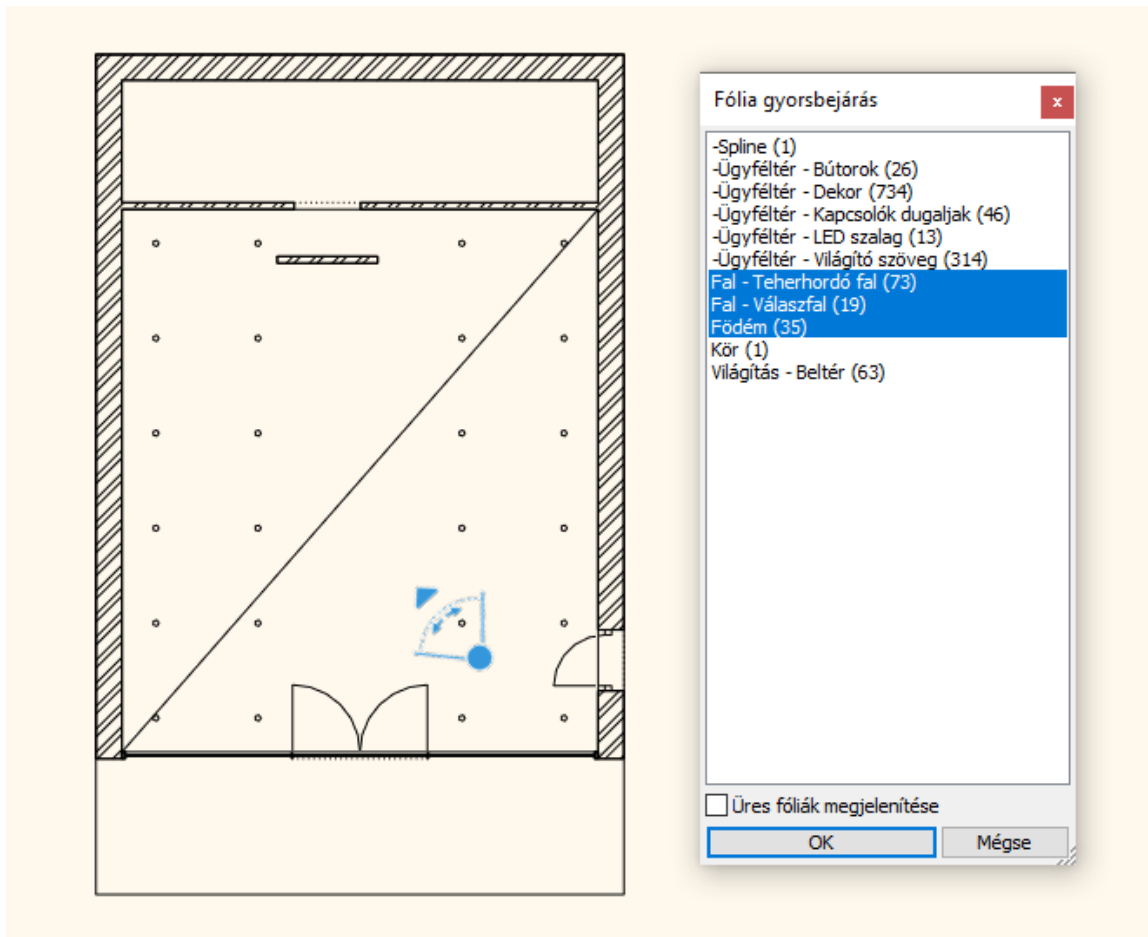 Fólia gyorsbejárás
x
-Spline (1)
-Ügyféltér - Bútorok (26)
-Ügyféltér - Dekor (734)
-Ügyféltér - Kapcsolók dugaljak (46)
-Ügyféltér - LED szalag (13)
-Ügyféltér - Világító szöveg (314)
Fal - Teherhordó fal (73)
Fal - Válaszfal (19)
Födém (35)
Kör (1)
Világítás - Beltér (63)
Üres fóliák megjelenítése
OK
Mégse